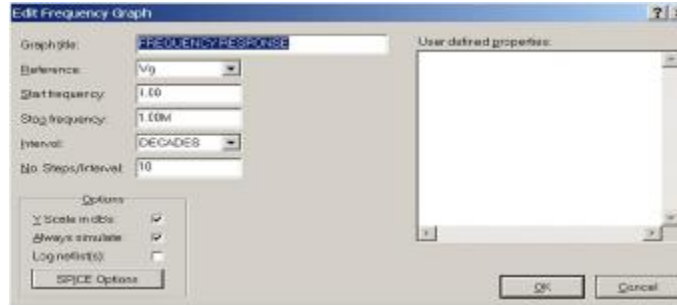 Edit Frequency Graph
Graph title: FREQUENCY RESPONSE
User defined properties:
Reference: Vg
Start frequency: 1.00
Stop frequency: 1.00M
Interval: DECADES
No. Steps/Interval: 10
Options
Y Scale in dBs:
Always simulate:
Log netlist(s):
SPICE Options
OK
Cancel